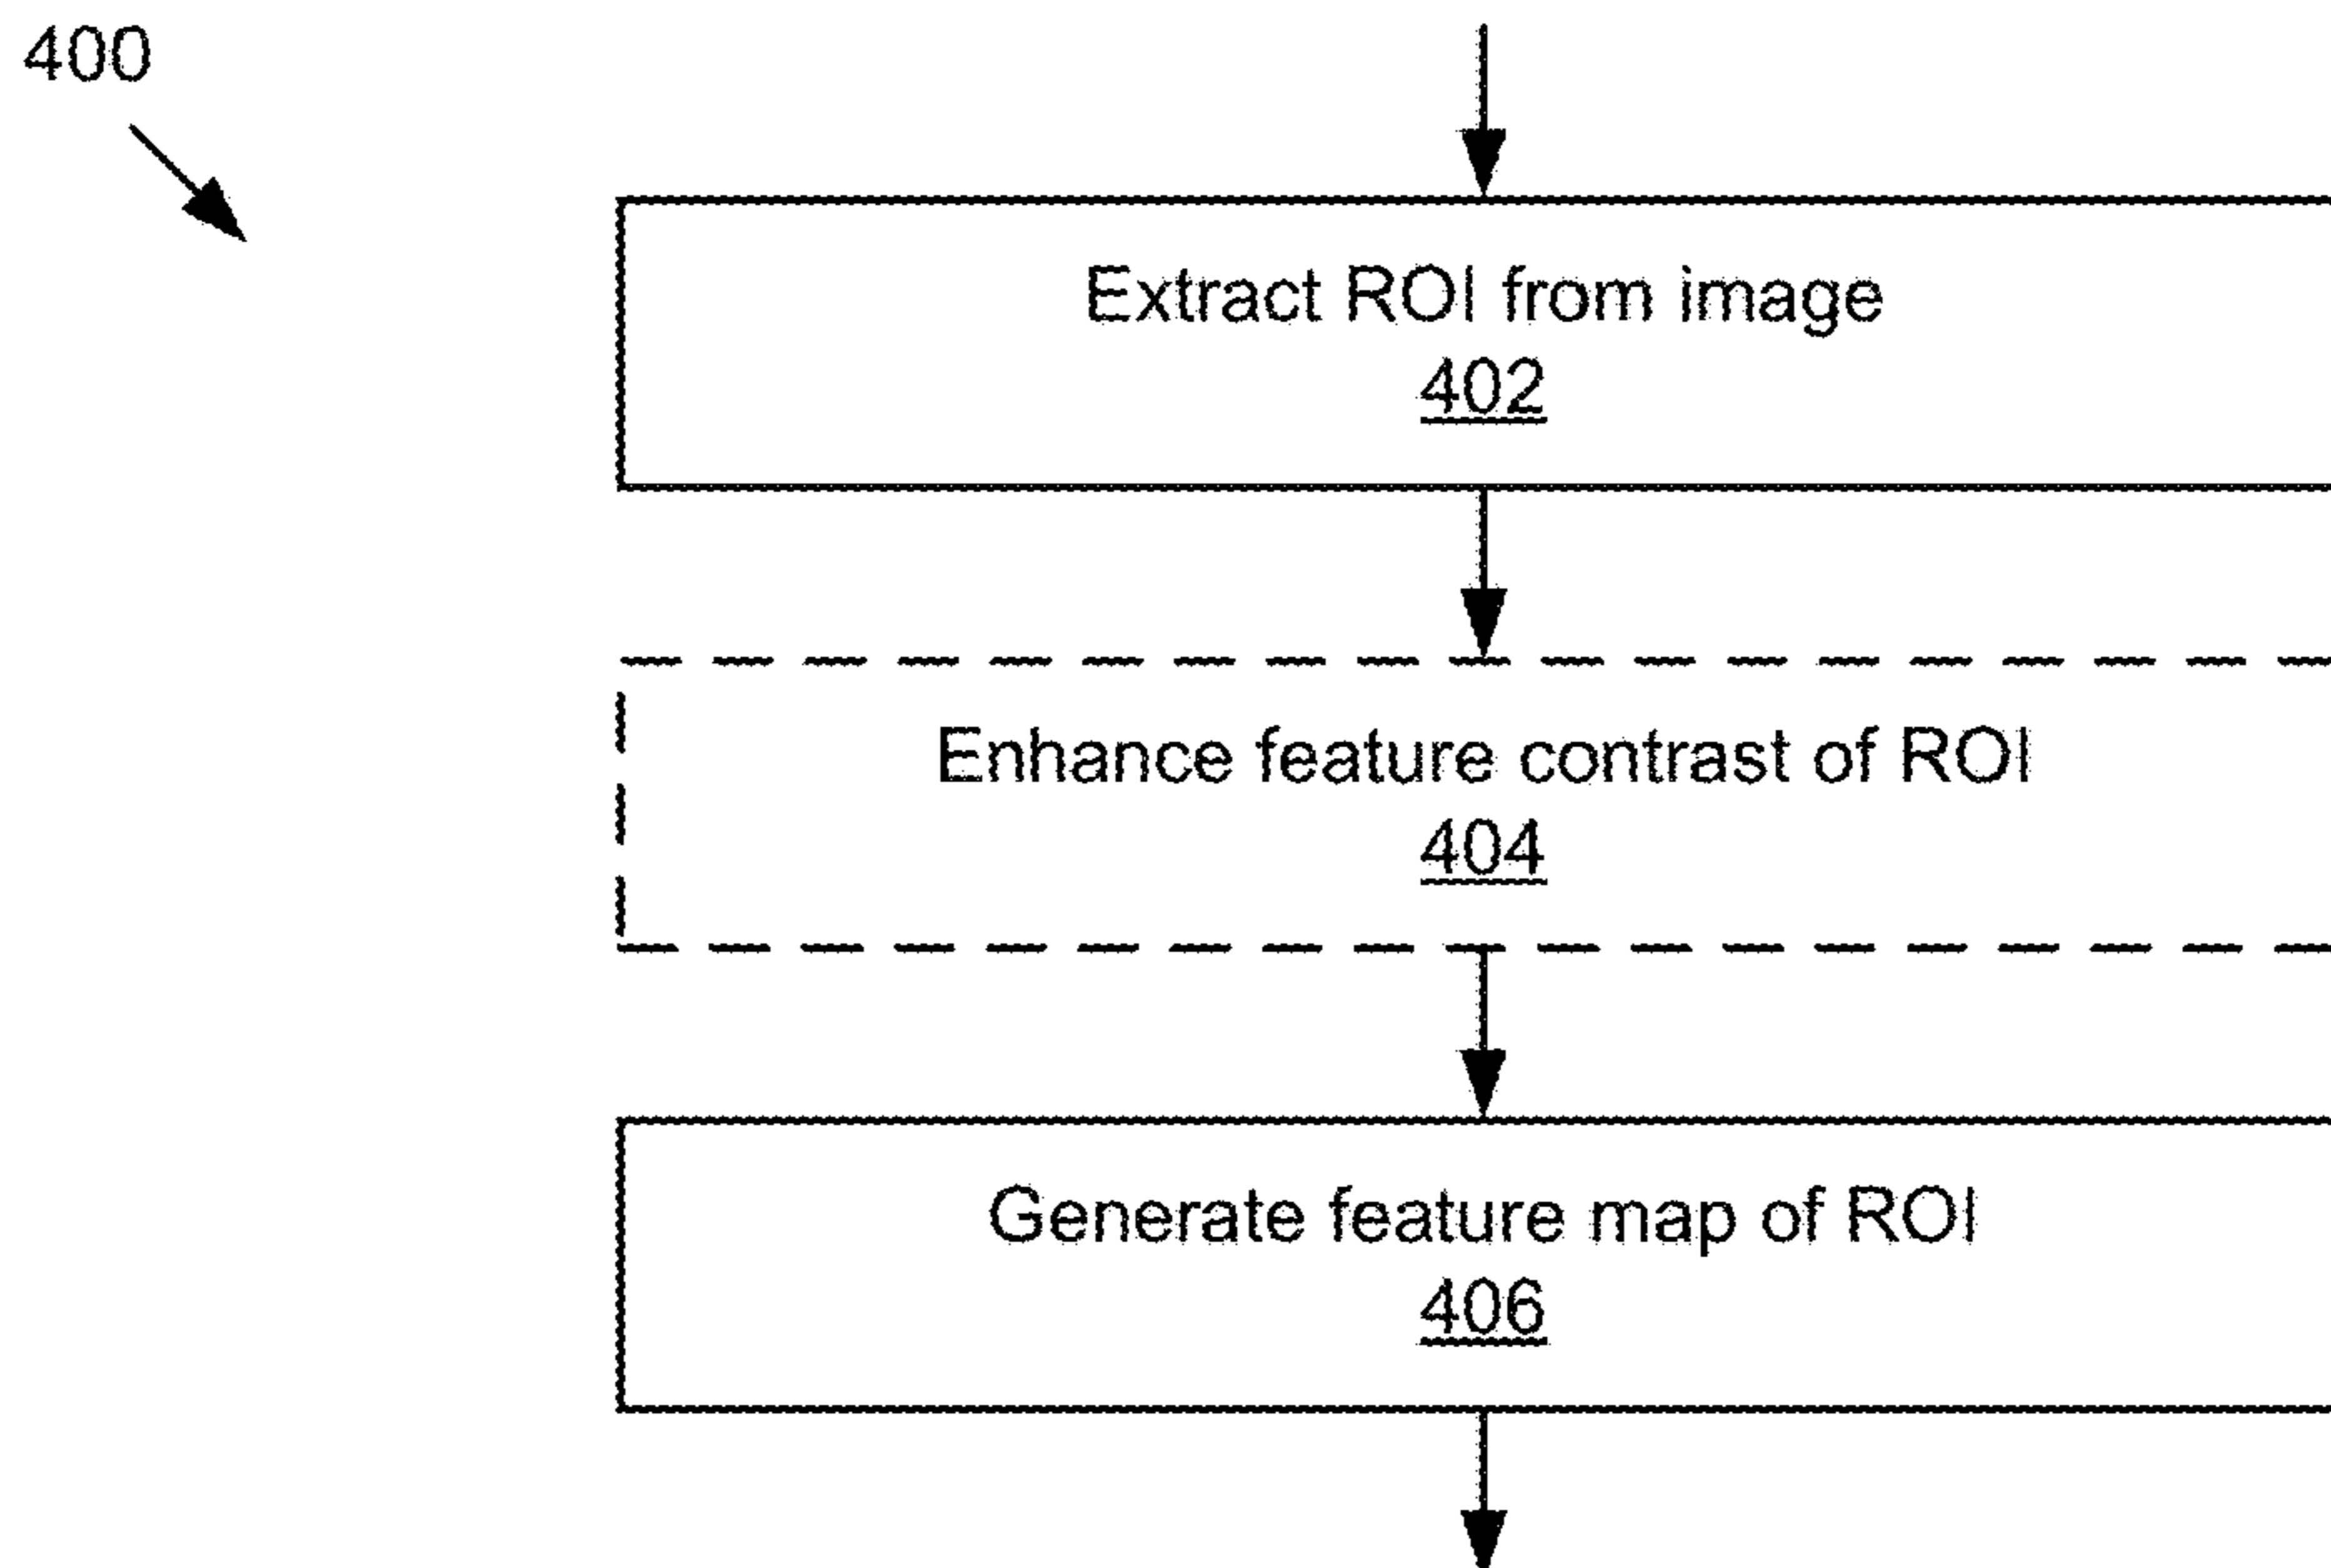 400
Extract ROI from image
402
Enhance feature contrast of ROI
404
Generate feature map of ROI
406